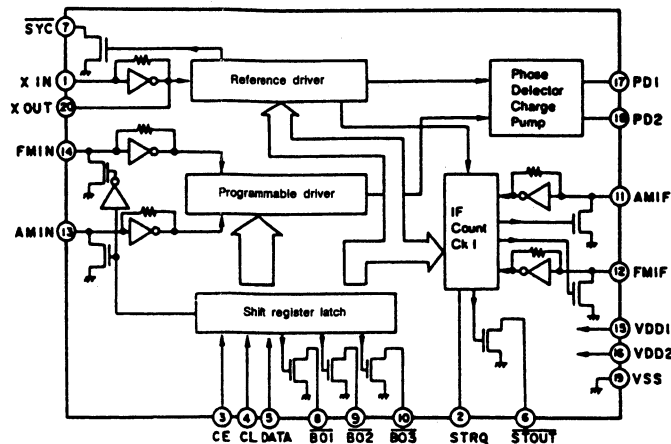 SYC
7
X IN
1
X OUT
20
FMIN
14
AMIN
13
Reference driver
Programmable driver
Shift register latch
Phase
Delector
Charge
Pump
IF
Count
Ck1
17 PD1
18 PD2
11 AMIF
12 FMIF
15 VDD1
16 VDD2
19 VSS
3 4 5 8 9 10 2 6
CE CL DATA BO1 BO2 BO3 STRQ STOUT